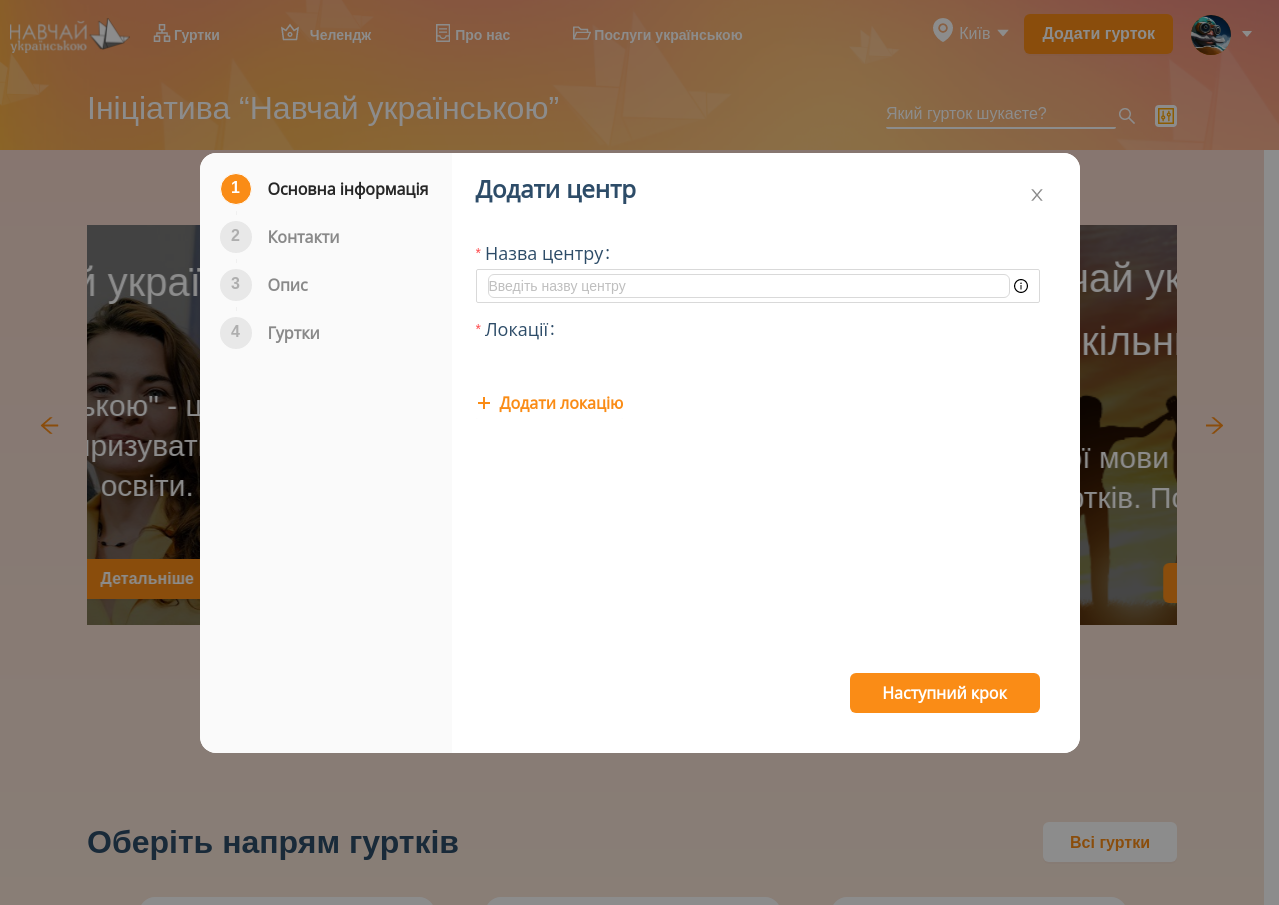 НАВЧАЙ
українською
Гуртки
Челендж
Про нас
Послуги українською
Київ
Додати гурток
Ініціатива “Навчай українською”
Який гурток шукаєте?
1
Основна інформація
2
Контакти
3
Опис
4
Гуртки
Додати центр
* Назва центру:
Введіть назву центру
* Локації:
+ Додати локацію
Наступний крок
й украї
ькою" - ц
освіти.
Детальніше
чай ук
кільн
ої мови
ртків. По
Оберіть напрям гуртків
Всі гуртки